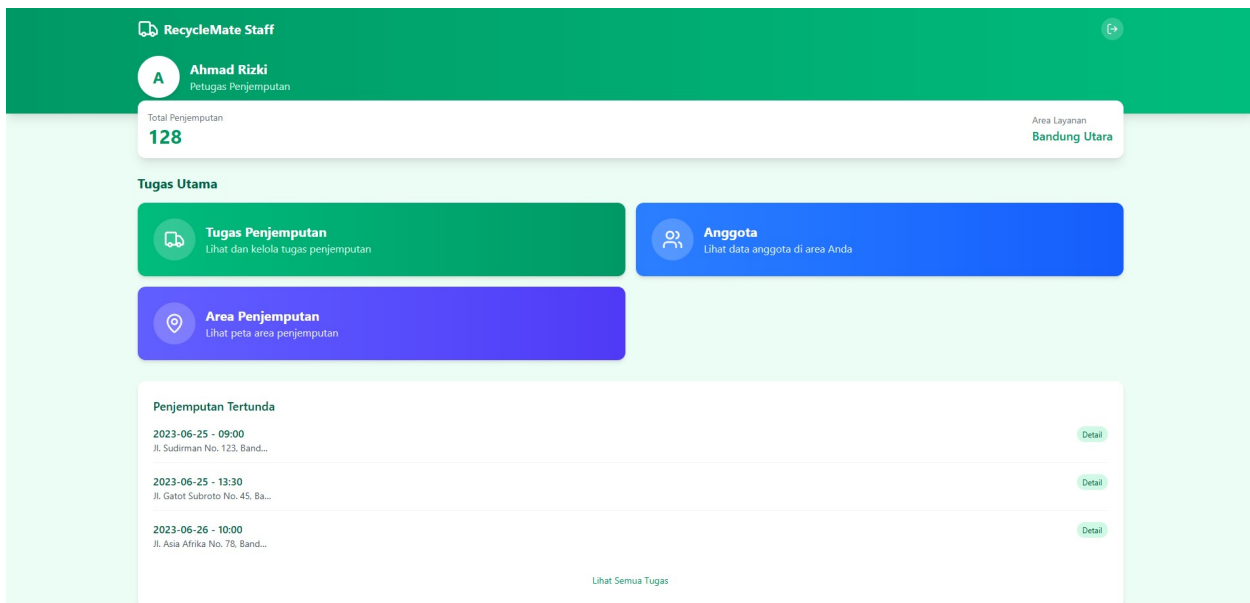 RecycleMate Staff
A
Ahmad Rizki
Petugas Penjemputan
Total Penjemputan
128
Area Layanan
Bandung Utara
Tugas Utama
Tugas Penjemputan
Lihat dan kelola tugas penjemputan
Anggota
Lihat data anggota di area Anda
Area Penjemputan
Lihat peta area penjemputan
Penjemputan Tertunda
2023-06-25 - 09:00
Jl. Sudirman No. 123, Band...
Detail
2023-06-25 - 13:30
Jl. Gatot Subroto No. 45, Ba...
Detail
2023-06-26 - 10:00
Jl. Asia Afrika No. 78, Band...
Detail
Lihat Semua Tugas